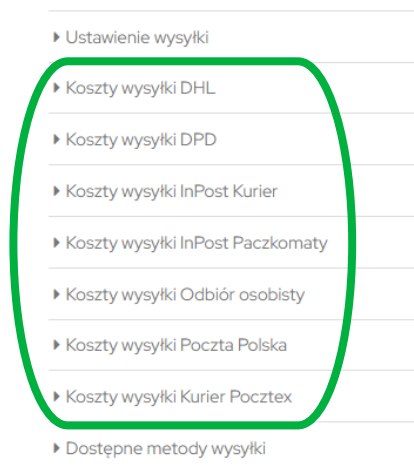 Ustawienie wysyłki
Koszty wysyłki DHL
Koszty wysyłki DPD
Koszty wysyłki InPost Kurier
Koszty wysyłki InPost Paczkomaty
Koszty wysyłki Odbiór osobisty
Koszty wysyłki Poczta Polska
Koszty wysyłki Kurier Pocztex
Dostępne metody wysyłki